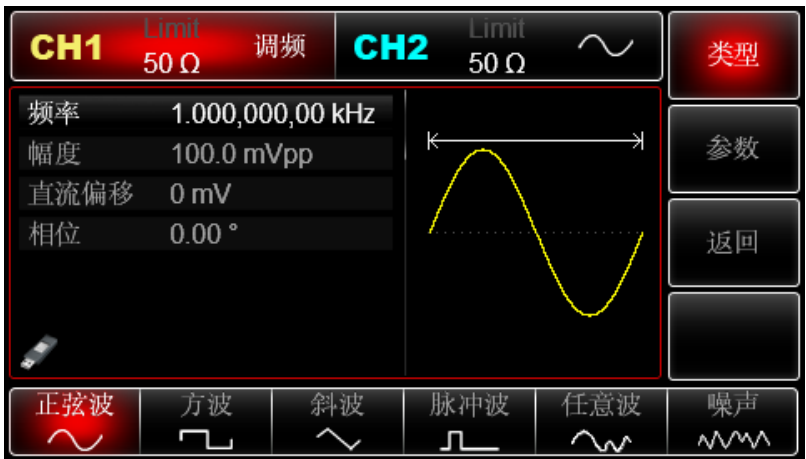 CH1
Limit
50 Ω
调频
CH2
Limit
50 Ω
类型
频率 1.000,000,00 kHz
幅度 100.0 mVpp
直流偏移 0 mV
相位 0.00 °
参数
返回
正弦波
方波
斜波
脉冲波
任意波
噪声